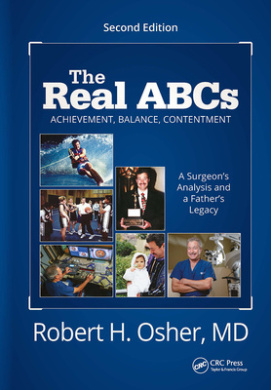 Second Edition
The
Real ABCs
ACHIEVEMENT, BALANCE, CONTENTMENT
A Surgeon's
Analysis and
a Father's
Legacy
Robert H. Osher, MD
CRC Press
Taylor & Francis Group